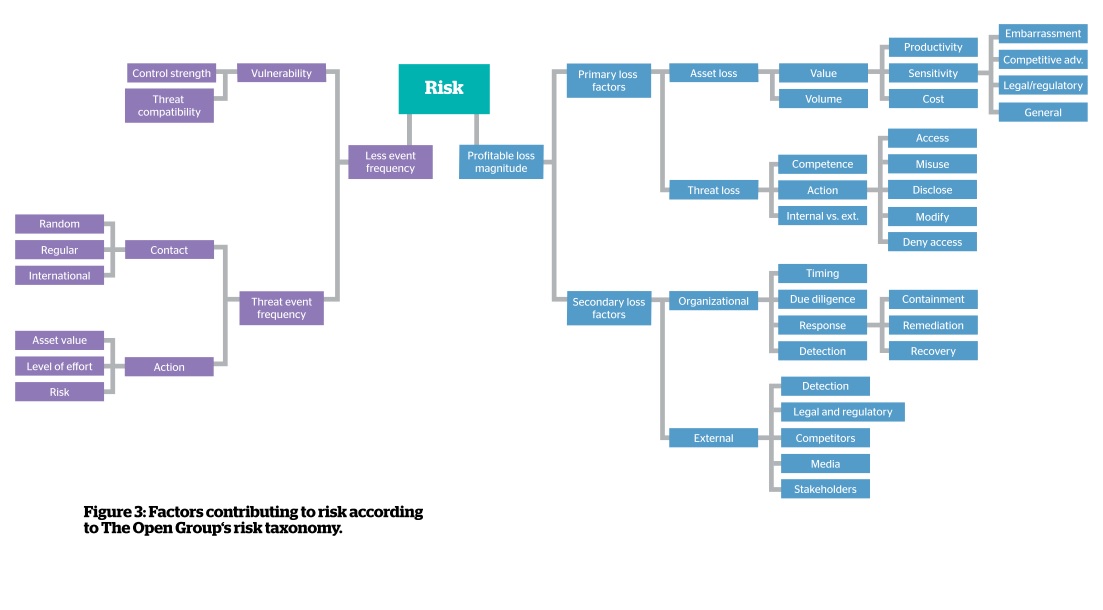 Risk
Less event
frequency
Vulnerability
Control strength
Threat
compatibility
Threat event
frequency
Contact
Random
Regular
International
Action
Asset value
Level of effort
Risk
Profitable loss
magnitude
Primary loss
factors
Asset loss
Value
Productivity
Sensitivity
Embarrassment
Competitive adv.
Legal/regulatory
General
Cost
Volume
Threat loss
Competence
Action
Access
Misuse
Disclose
Modify
Deny access
Internal vs. ext.
Secondary loss
factors
Organizational
Timing
Due diligence
Response
Containment
Remediation
Recovery
Detection
External
Detection
Legal and regulatory
Competitors
Media
Stakeholders
Figure 3: Factors contributing to risk according
to The Open Group‘s risk taxonomy.